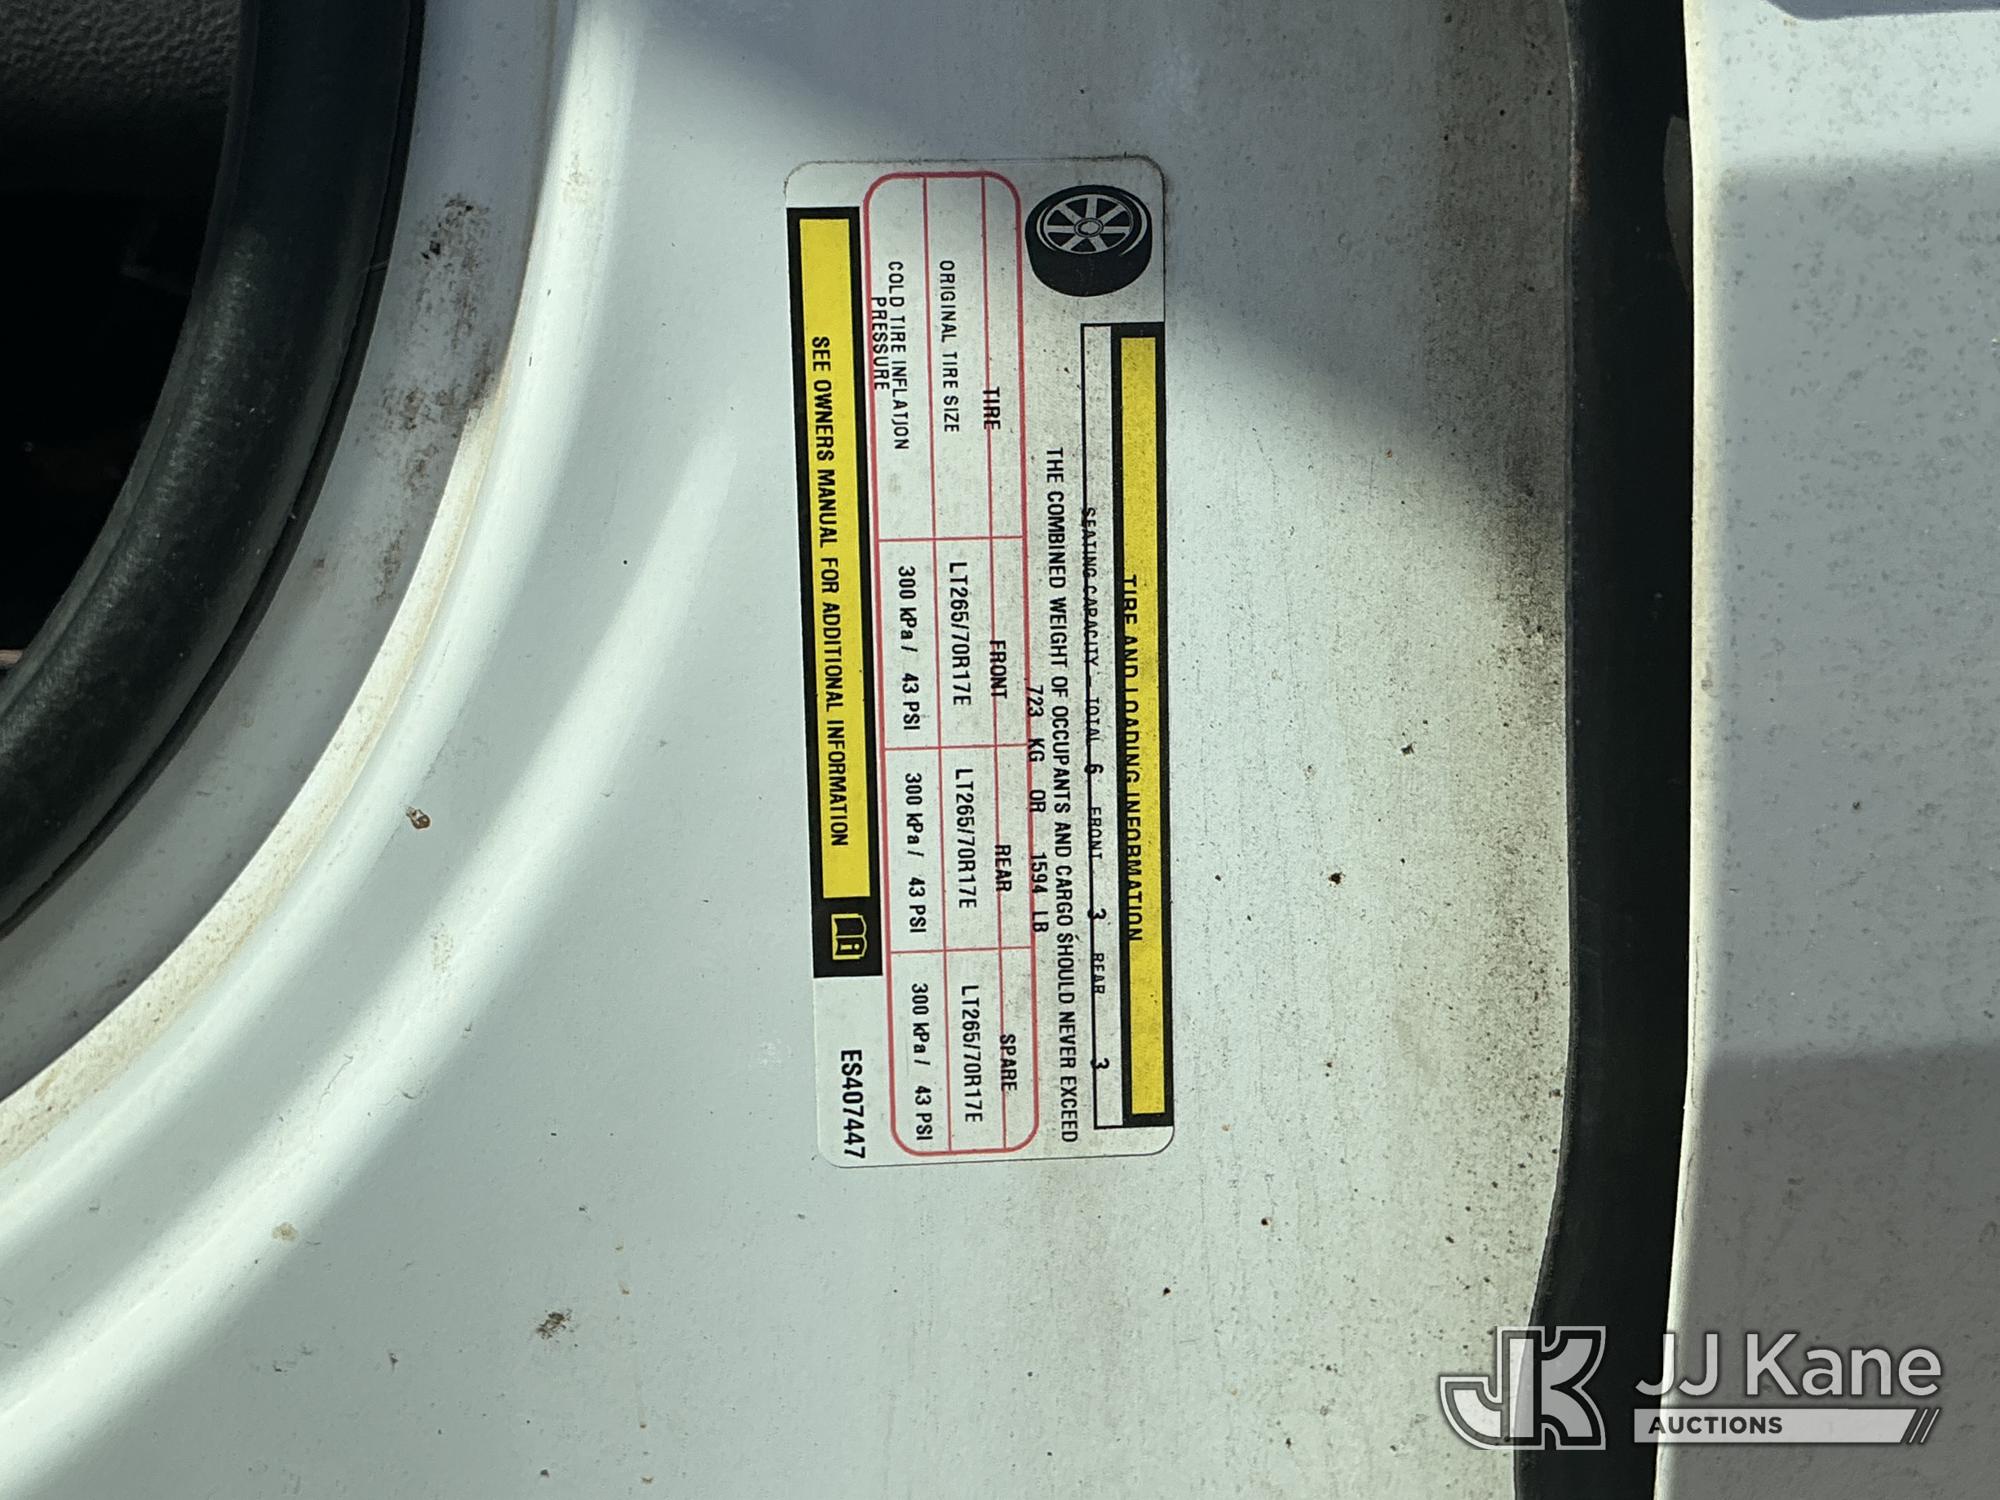 TIRE AND LOADING INFORMATION
SEATING CAPACITY - TOTAL 6 FRONT 3 REAR 3
THE COMBINED WEIGHT OF OCCUPANTS AND CARGO SHOULD NEVER EXCEED
723 KG OR 1594 LB
TIRE FRONT REAR SPARE
ORIGINAL TIRE SIZE LT265/70R17E LT265/70R17E LT265/70R17E
COLD TIRE INFLATION 300 kPa / 43 PSI 300 kPa / 43 PSI 300 kPa / 43 PSI
PRESSURE
SEE OWNERS MANUAL FOR ADDITIONAL INFORMATION
ES407447
JK JJ Kane
AUCTIONS